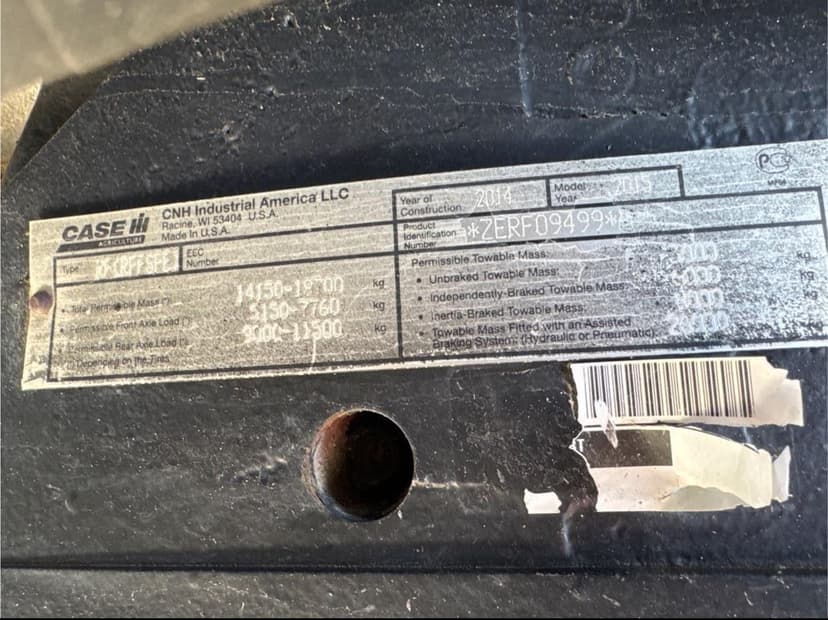 CASE IH
AGRICULTURE
CNH Industrial America LLC
Racine, WI 53404 U.S.A.
Made in U.S.A.
Type
EEC
Number
• Total Permissible Mass (*) 14150-18700 kg
• Permissible Front Axle Load (*) 5150-7760 kg
• Permissible Rear Axle Load (*) 9000-11500 kg
(*) Depending on the Tires
Year of
Construction 2014
Model
Year 2015
Product
Identification
Number *ZERF09499*
Permissible Towable Mass:
• Unbraked Towable Mass: kg
• Independently-Braked Towable Mass: kg
• Inertia-Braked Towable Mass: kg
• Towable Mass Fitted with an Assisted
Braking System: (Hydraulic or Pneumatic): kg